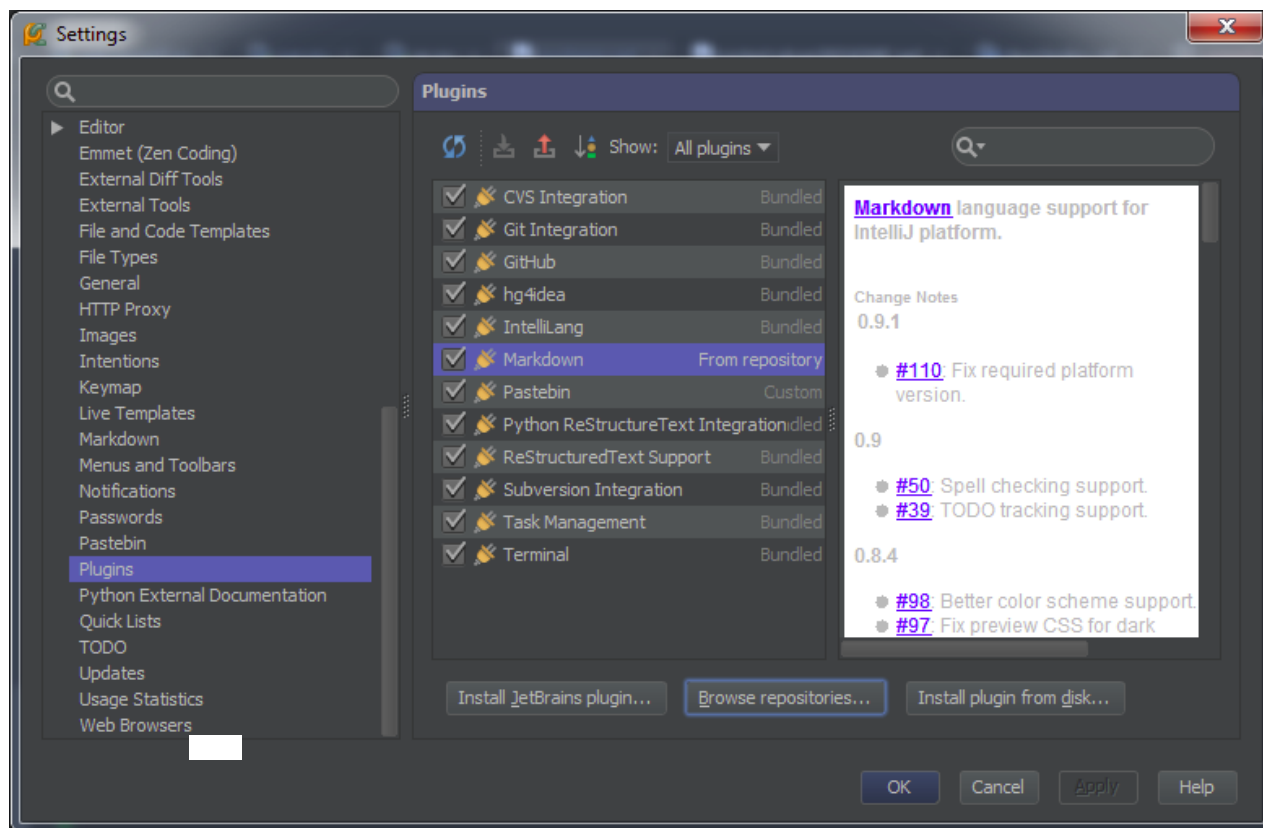 Settings
Editor
Emmet (Zen Coding)
External Diff Tools
External Tools
File and Code Templates
File Types
General
HTTP Proxy
Images
Intentions
Keymap
Live Templates
Markdown
Menus and Toolbars
Notifications
Passwords
Pastebin
Plugins
Python External Documentation
Quick Lists
TODO
Updates
Usage Statistics
Web Browsers
Plugins
Show: All plugins
CVS Integration Bundled
Git Integration Bundled
GitHub Bundled
hg4idea Bundled
IntelliLang Bundled
Markdown From repository
Pastebin Custom
Python ReStructureText Integration dled
ReStructuredText Support Bundled
Subversion Integration Bundled
Task Management Bundled
Terminal Bundled
Markdown language support for
IntelliJ platform.
Change Notes
0.9.1
#110: Fix required platform
version.
0.9
#50: Spell checking support.
#39: TODO tracking support.
0.8.4
#98: Better color scheme support.
#97: Fix preview CSS for dark
Install JetBrains plugin... Browse repositories... Install plugin from disk...
OK Cancel Apply Help